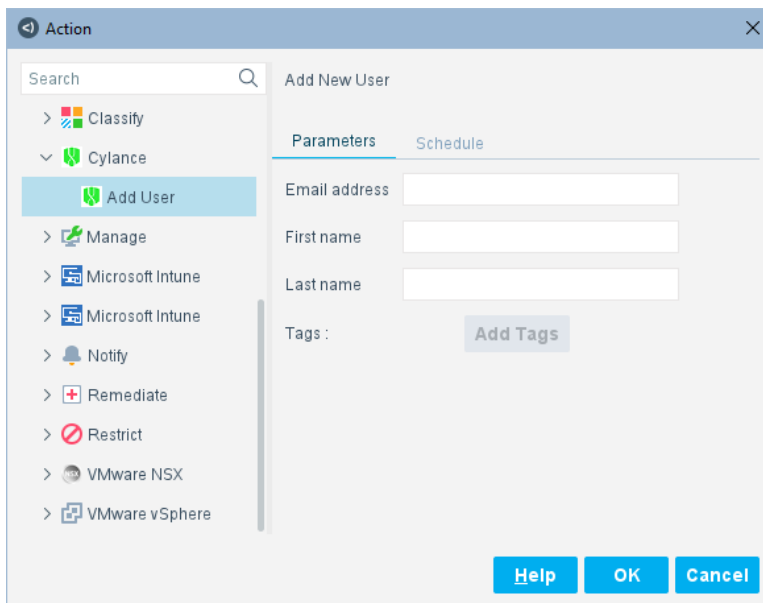 Action
Search
Classify
Cylance
Add User
Manage
Microsoft Intune
Microsoft Intune
Notify
Remediate
Restrict
VMware NSX
VMware vSphere
Add New User
Parameters
Schedule
Email address
First name
Last name
Tags :
Add Tags
Help
OK
Cancel